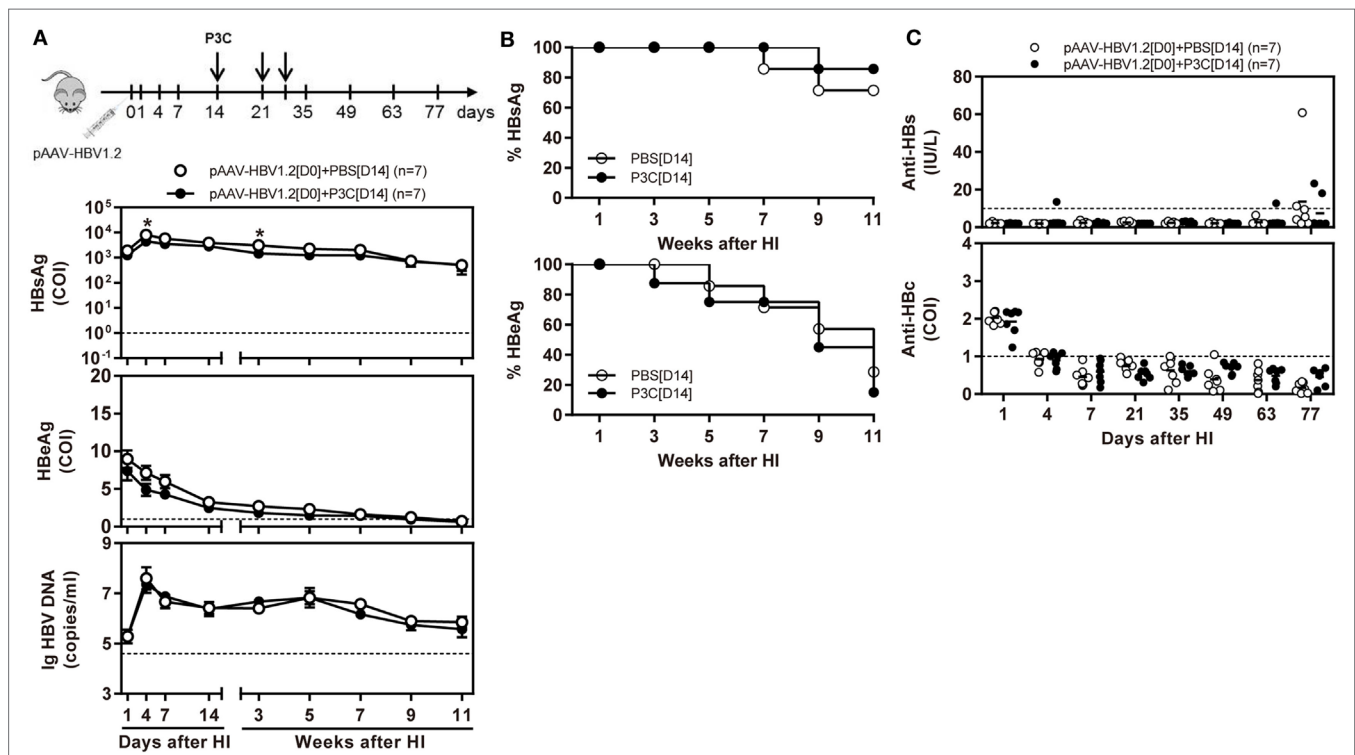 A
P3C
01 4 7 14 21 35 49 63 77 days
pAAV-HBV1.2
pAAV-HBV1.2[D0]+PBS[D14] (n=7)
pAAV-HBV1.2[D0]+P3C[D14] (n=7)
HBsAg
(COI)
10^5
10^4
10^3
10^2
10^1
10^0
10^-1
* *
HBeAg
(COI)
20
15
10
5
0
lg HBV DNA
(copies/ml)
9
7
5
3
1 4 7 14 3 5 7 9 11
Days after HI Weeks after HI
B
% HBsAg
100
80
60
40
20
0
PBS[D14]
P3C[D14]
1 3 5 7 9 11
Weeks after HI
% HBeAg
100
80
60
40
20
0
PBS[D14]
P3C[D14]
1 3 5 7 9 11
Weeks after HI
C
pAAV-HBV1.2[D0]+PBS[D14] (n=7)
pAAV-HBV1.2[D0]+P3C[D14] (n=7)
Anti-HBs
(IU/L)
80
60
40
20
0
Anti-HBc
(COI)
4
3
2
1
0
1 4 7 21 35 49 63 77
Days after HI